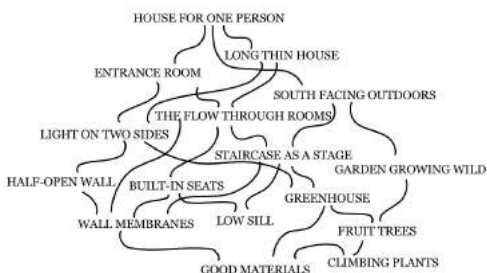 HOUSE FOR ONE PERSON
LONG THIN HOUSE
ENTRANCE ROOM
SOUTH FACING OUTDOORS
THE FLOW THROUGH ROOMS
LIGHT ON TWO SIDES
STAIRCASE AS A STAGE
GARDEN GROWING WILD
HALF-OPEN WALL
BUILT-IN SEATS
GREENHOUSE
LOW SILL
WALL MEMBRANES
FRUIT TREES
CLIMBING PLANTS
GOOD MATERIALS